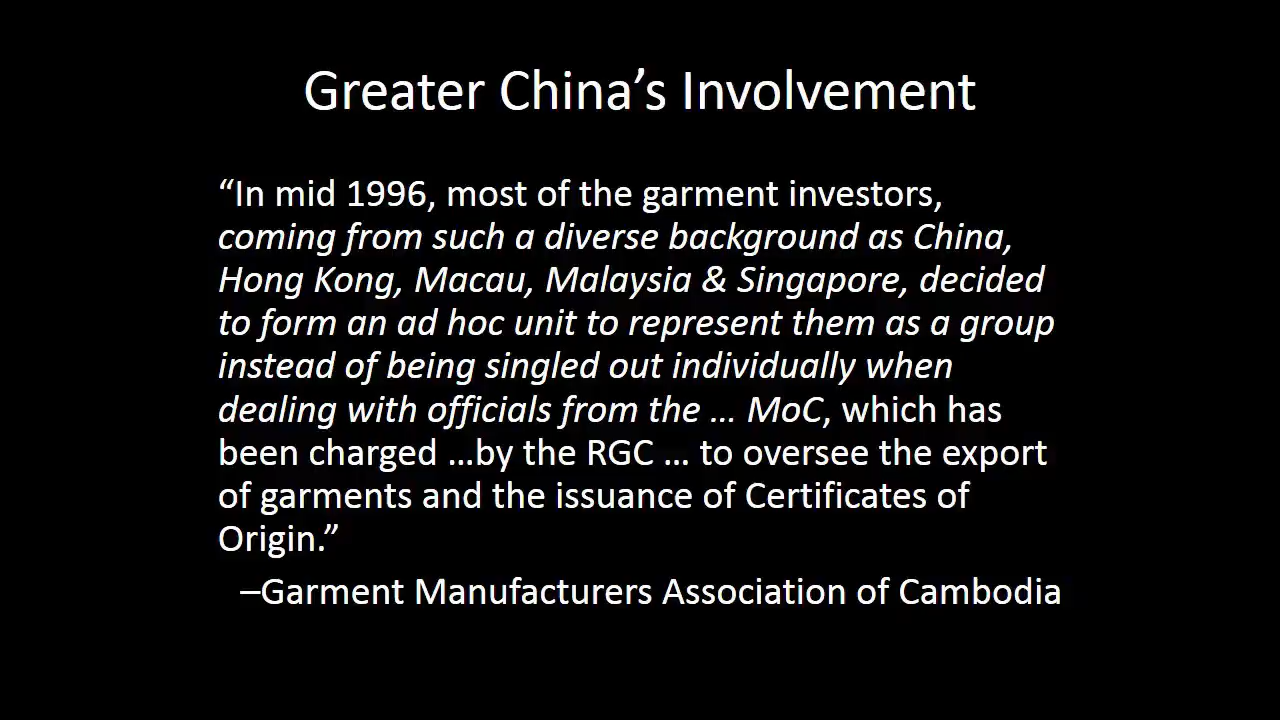 Greater China’s Involvement
“In mid 1996, most of the garment investors,
coming from such a diverse background as China,
Hong Kong, Macau, Malaysia & Singapore, decided
to form an ad hoc unit to represent them as a group
instead of being singled out individually when
dealing with officials from the … MoC, which has
been charged …by the RGC … to oversee the export
of garments and the issuance of Certificates of
Origin.”
–Garment Manufacturers Association of Cambodia